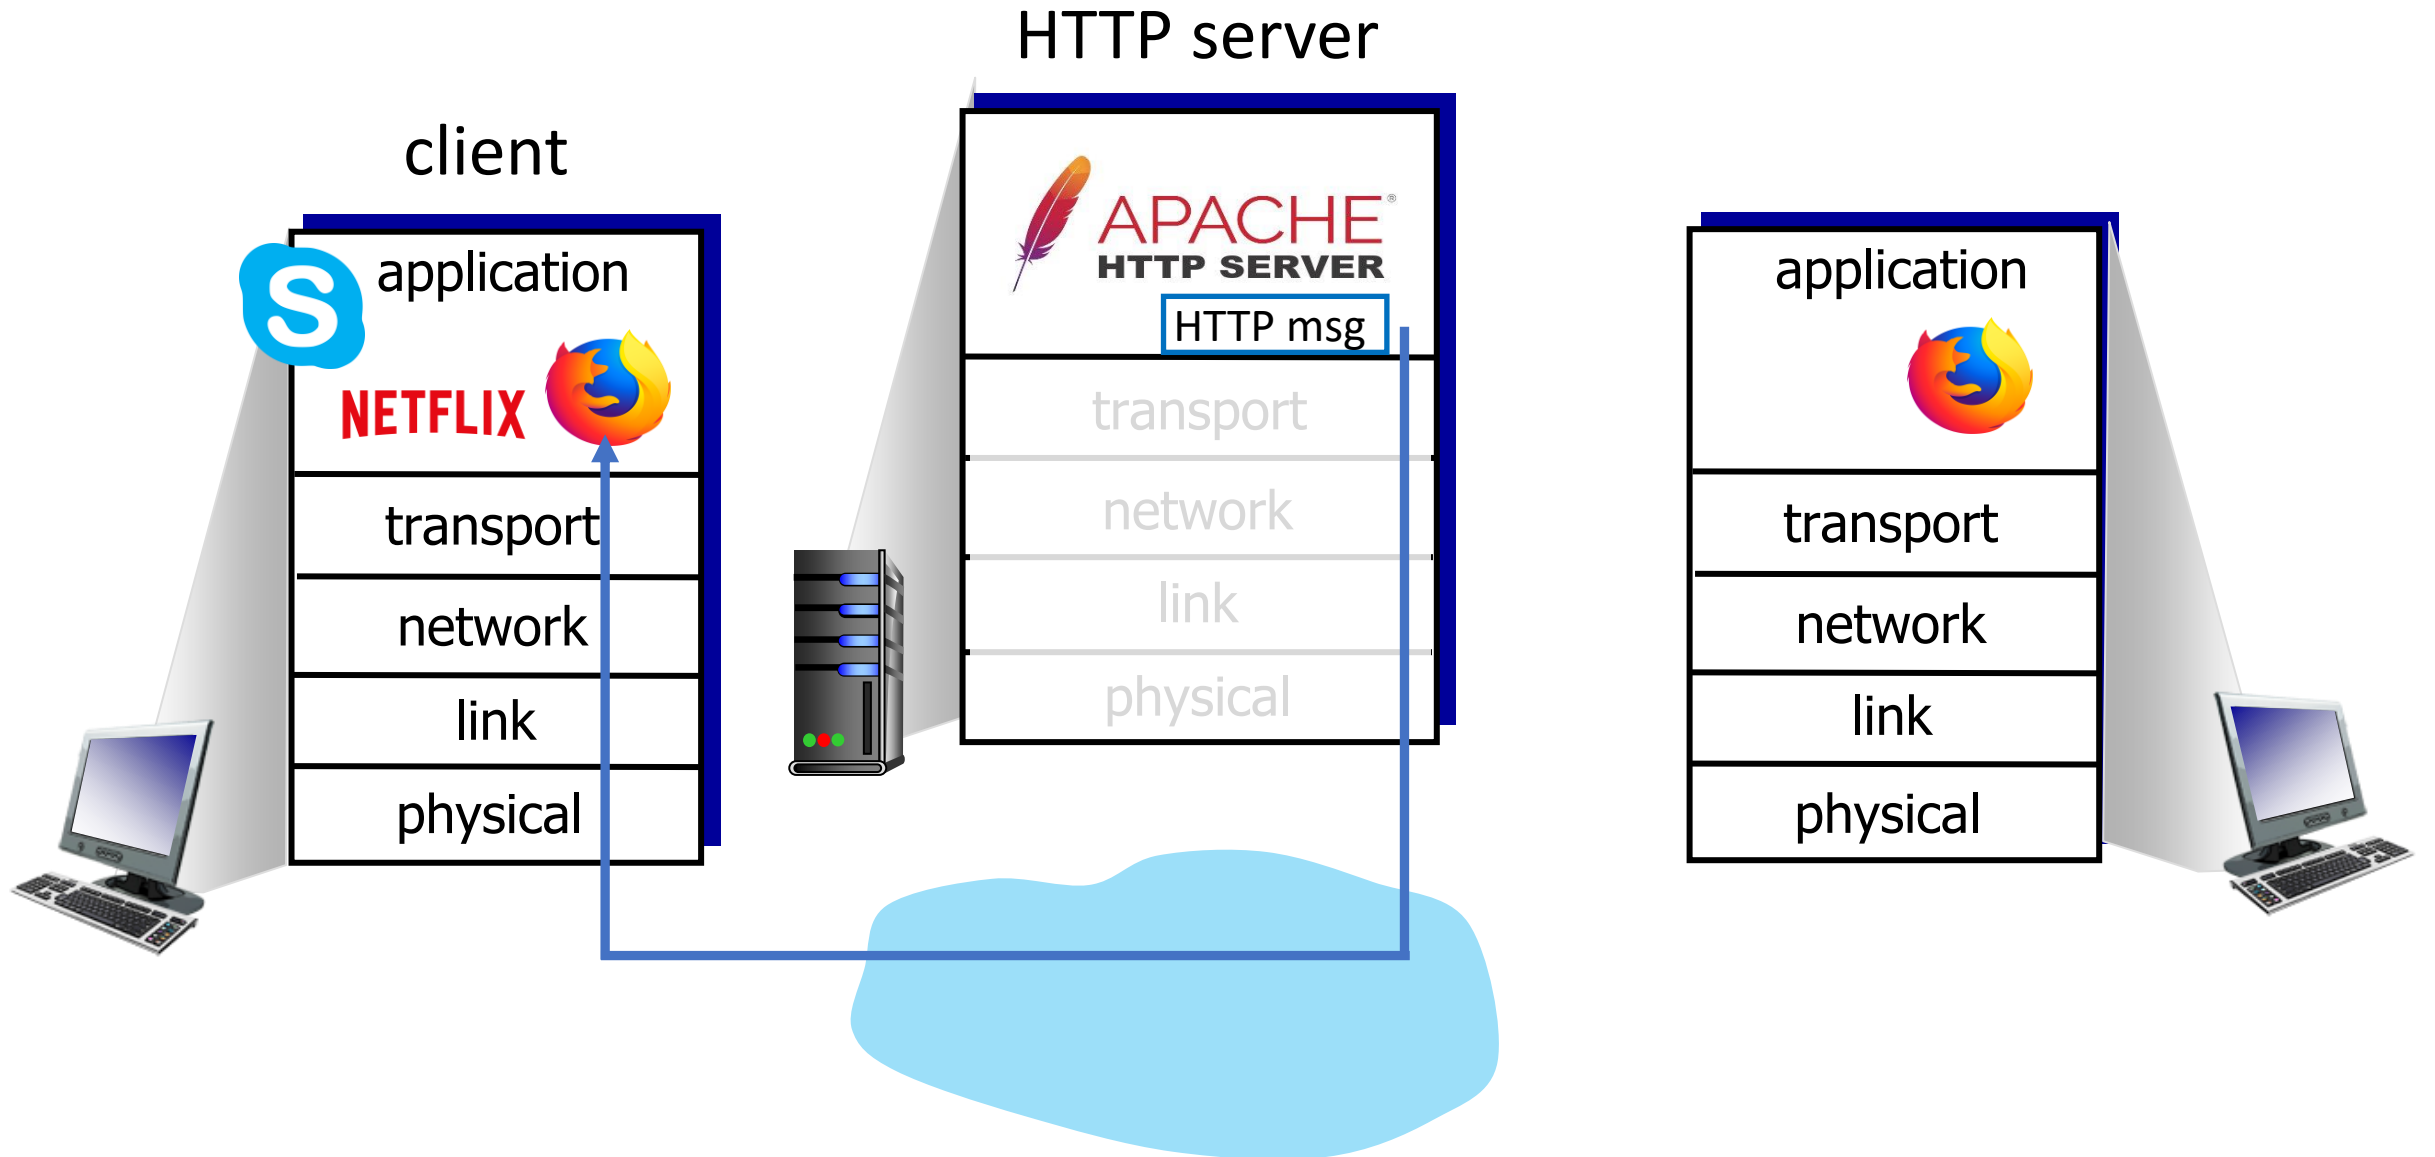 HTTP server
client
application
S
NETFLIX
transport
network
link
physical
APACHE®
HTTP SERVER
HTTP msg
transport
network
link
physical
application
transport
network
link
physical